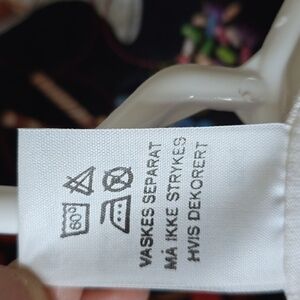 60°
VASKES SEPARAT
MÅ IKKE STRYKES
HVIS DEKORERT